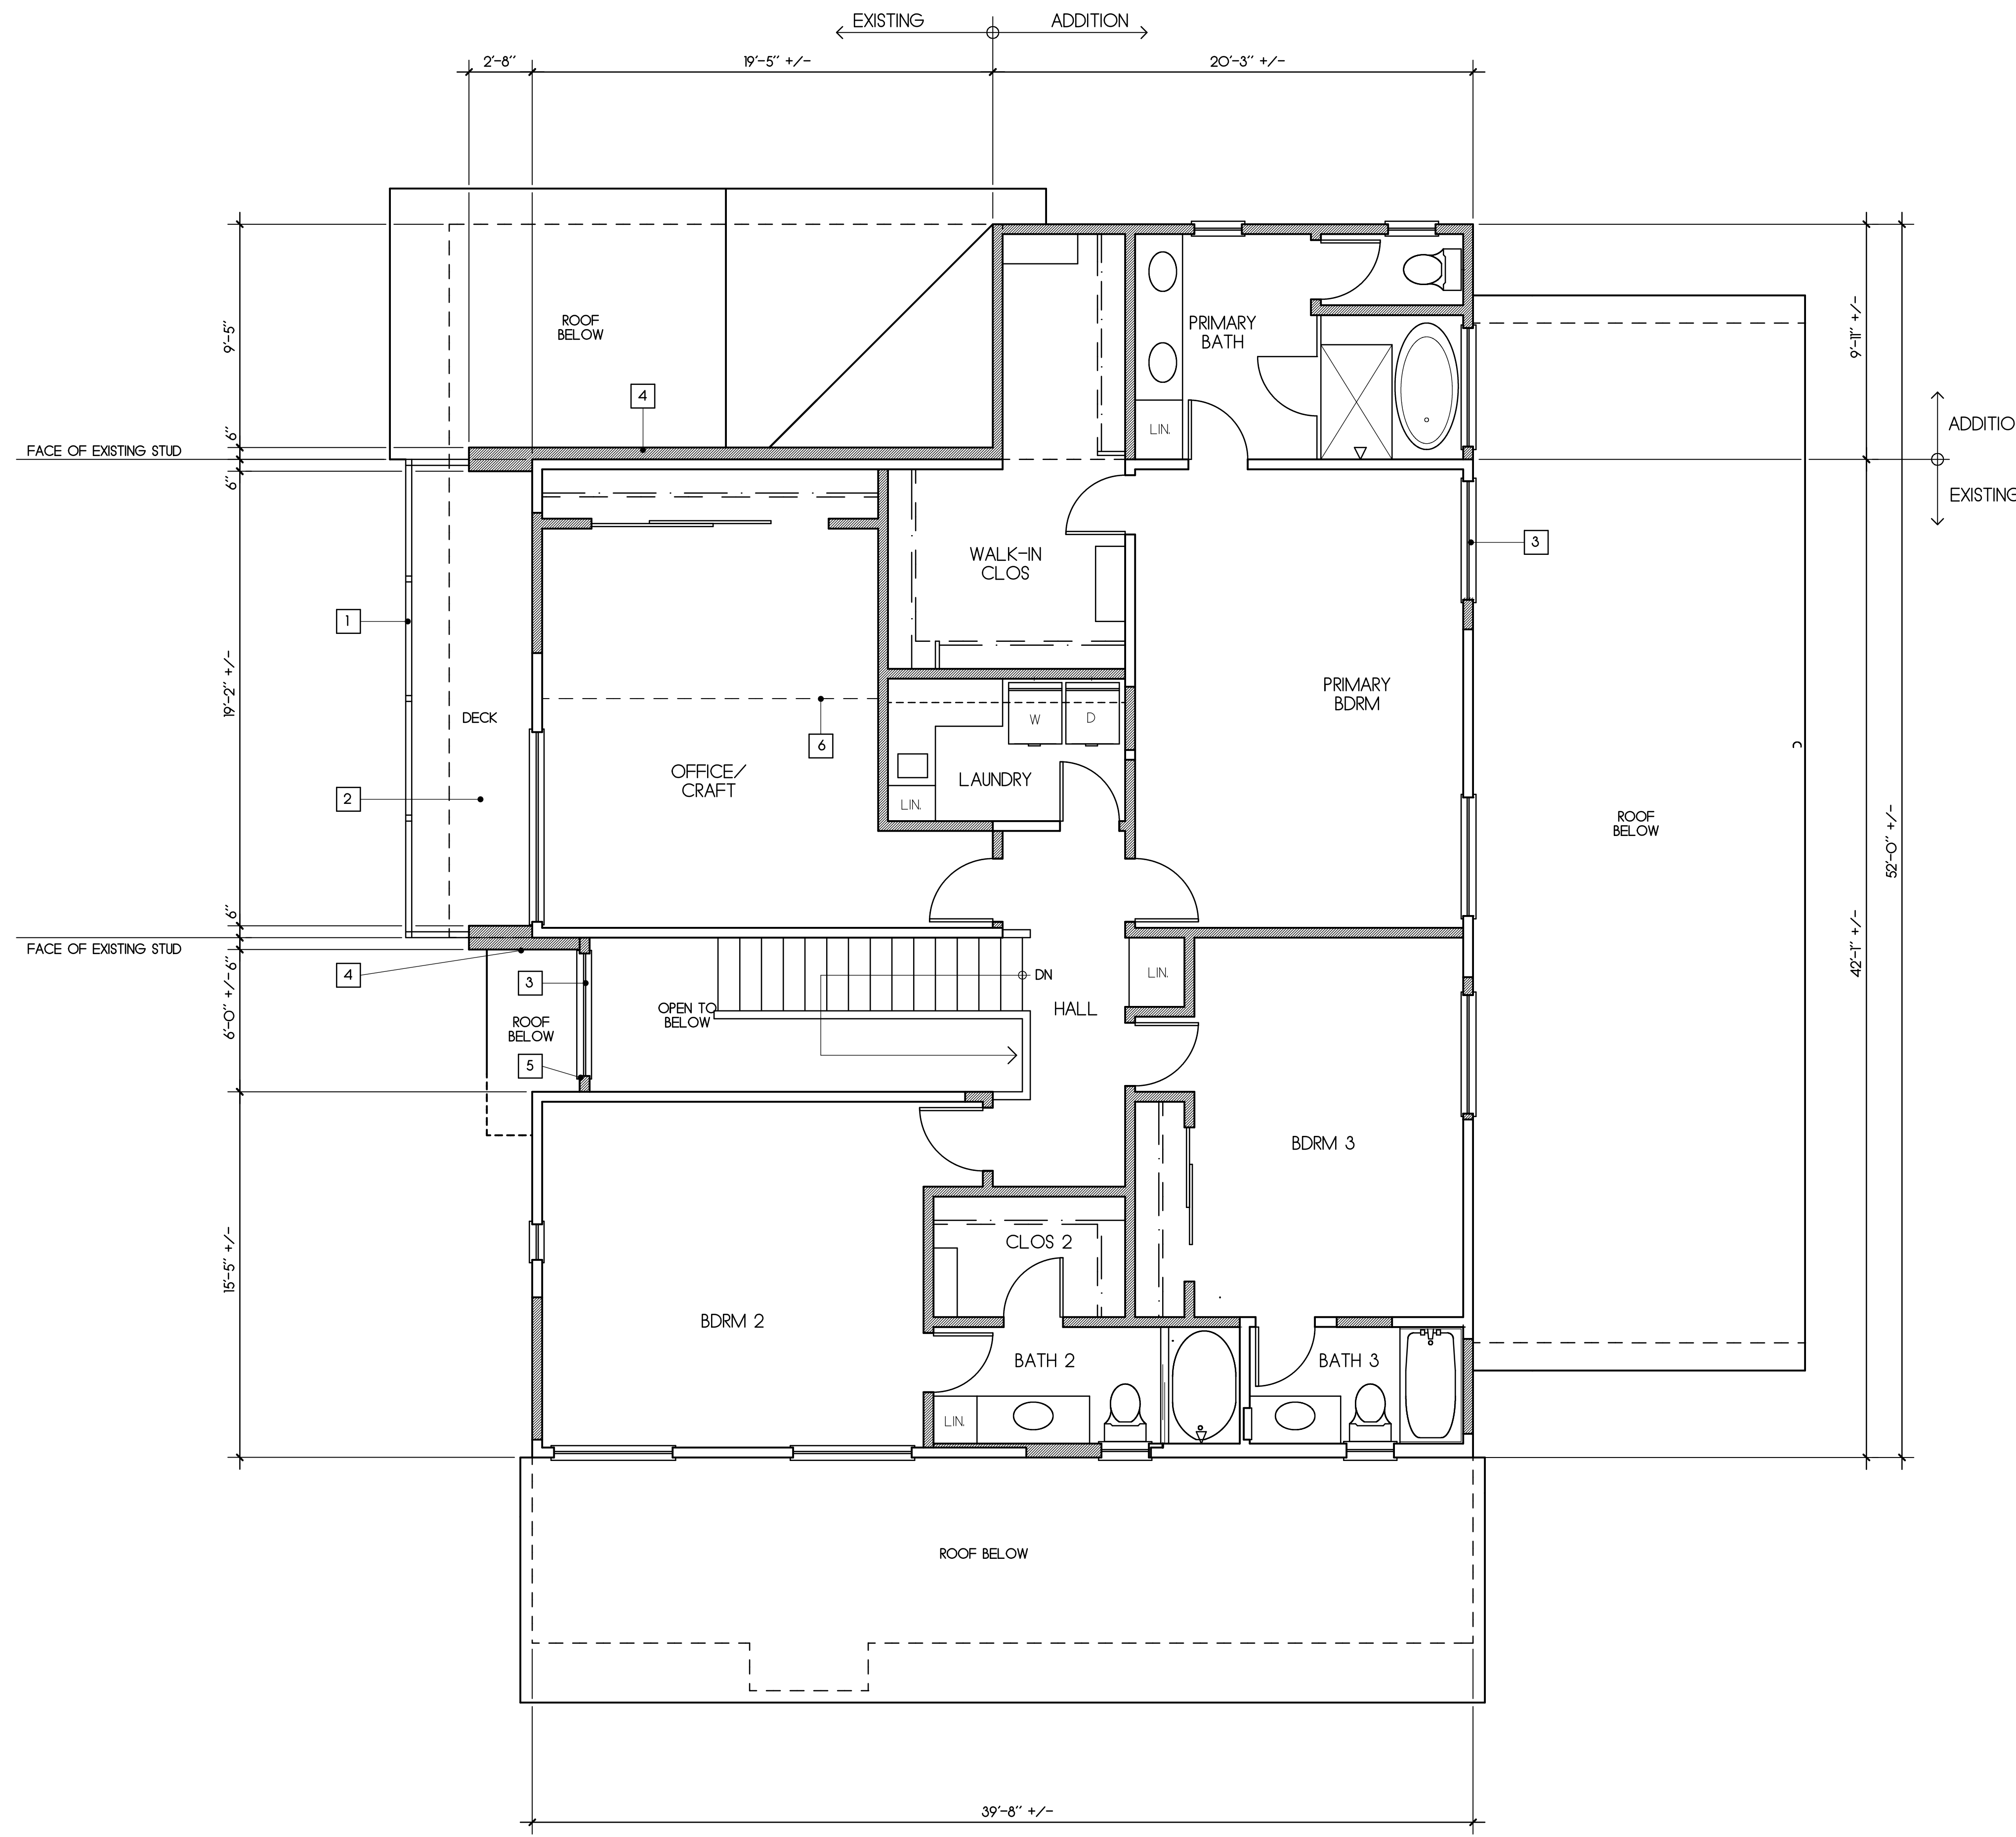 EXISTING
ADDITION
2'-8"
19'-5" +/-
20'-3" +/-
ROOF
BELOW
PRIMARY
BATH
9'-5"
9'-11" +/-
4
LIN.
6"
FACE OF EXISTING STUD
6"
ADDITIO
EXISTING
3
WALK-IN
CLOS
1
19'-2" +/-
PRIMARY
BDRM
DECK
W
D
6
OFFICE/
CRAFT
LAUNDRY
2
LIN.
ROOF
BELOW
52'-0" +/-
6"
FACE OF EXISTING STUD
42'-1" +/-
4
6"
3
DN
LIN.
OPEN TO
BELOW
HALL
ROOF
BELOW
6'-0" +/-
5
BDRM 3
15'-5" +/-
CLOS 2
BDRM 2
BATH 2
BATH 3
LIN.
ROOF BELOW
39'-8" +/-